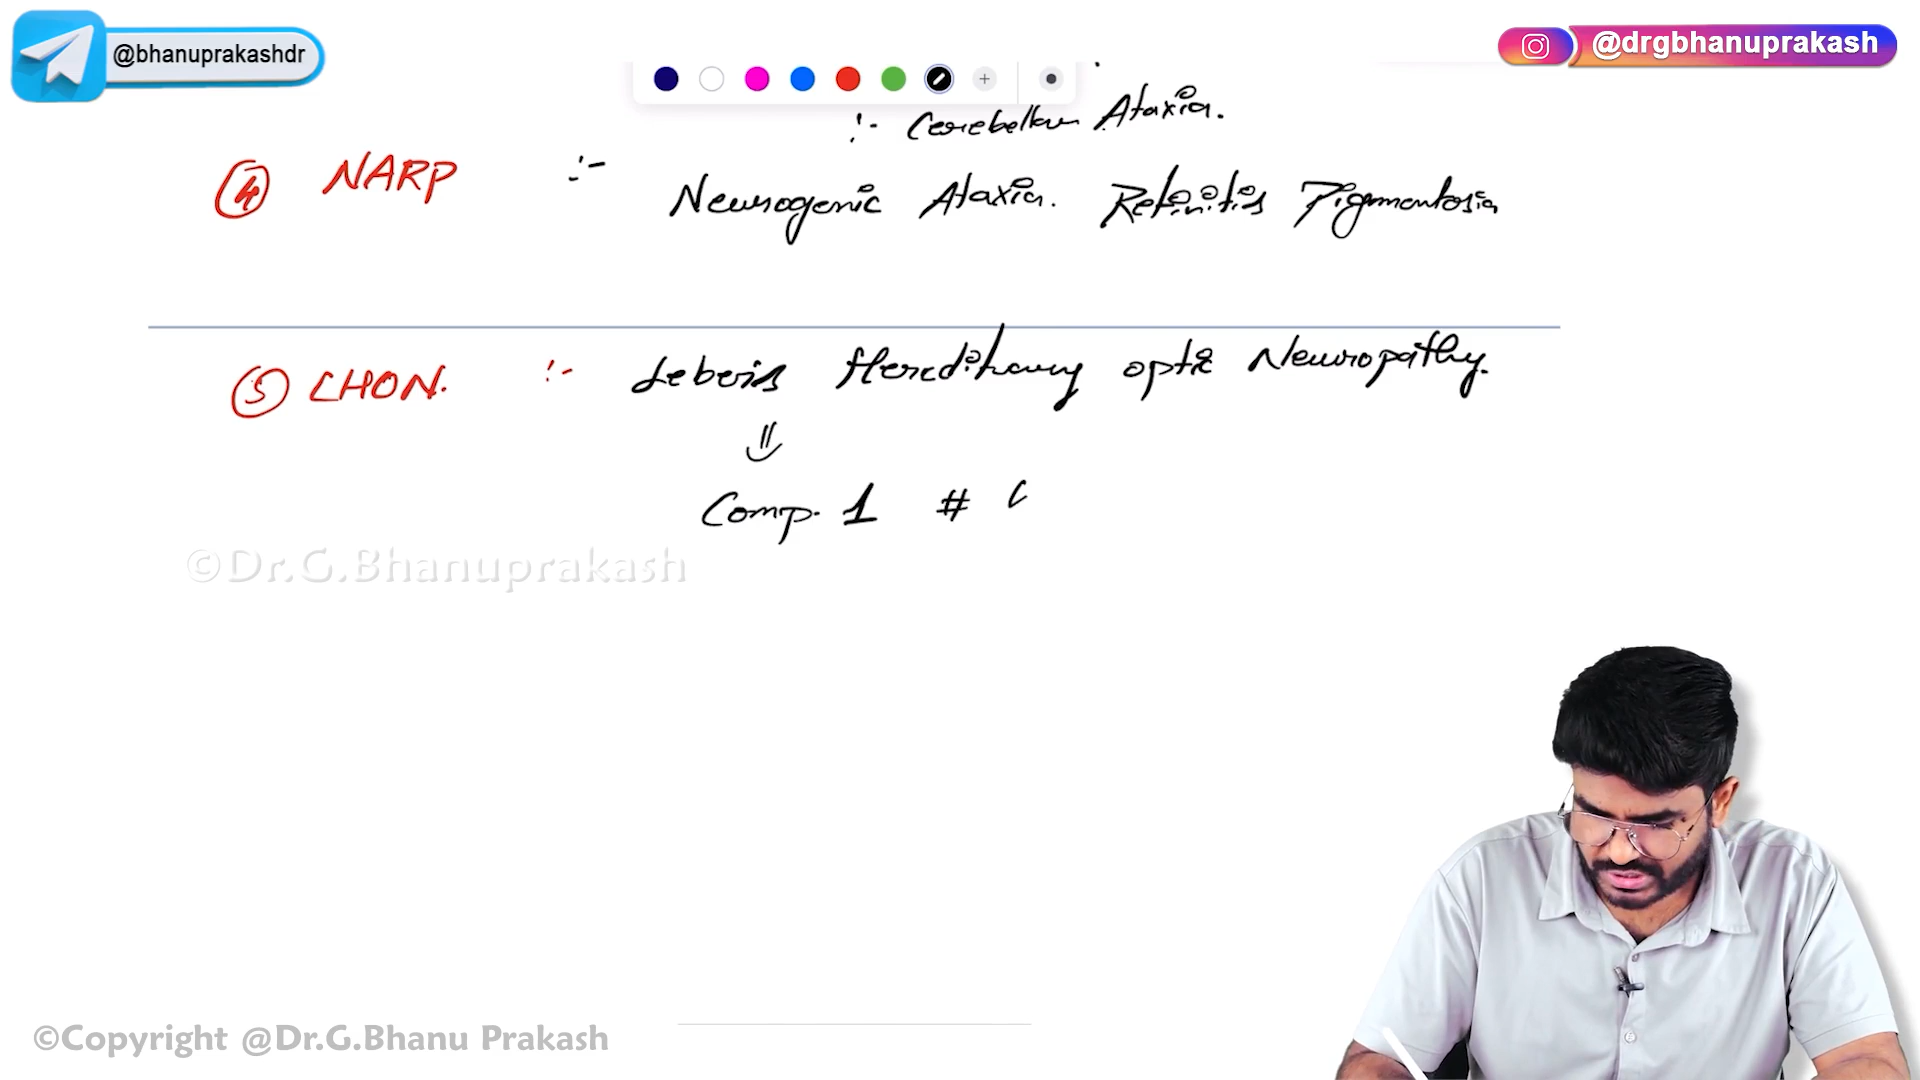 @bhanuprakashdr
@drgbhanuprakash
:- Cerebellar Ataxia.
④ NARP :- Neurogenic Ataxia. Retinitis Pigmentosia
⑤ LHON. :- Lebers Hereditary optic Neuropathy.
⇓
Comp. 1 # C
©Dr.G.Bhanuprakash
©Copyright @Dr.G.Bhanu Prakash